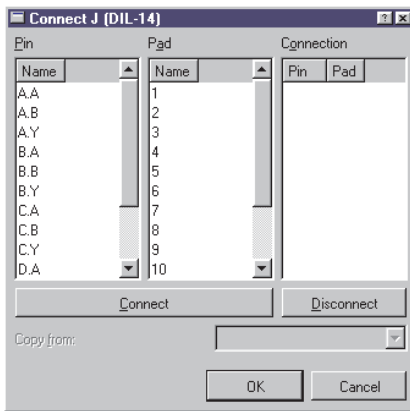 Connect J (DIL-14)
Pin Pad Connection
Name Name Pin Pad
A.A 1
A.B 2
A.Y 3
B.A 4
B.B 5
B.Y 6
C.A 7
C.B 8
C.Y 9
D.A 10
Connect Disconnect
Copy from:
OK Cancel